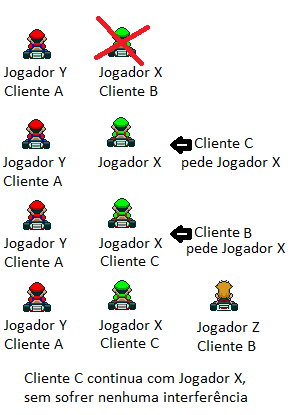 Jogador Y Jogador X
Cliente A Cliente B
Cliente C
Jogador Y Jogador X pede Jogador X
Cliente A
Cliente B
Jogador Y Jogador X pede Jogador X
Cliente A Cliente C
Jogador Y Jogador X Jogador Z
Cliente A Cliente C Cliente B
Cliente C continua com Jogador X,
sem sofrer nenhuma interferência